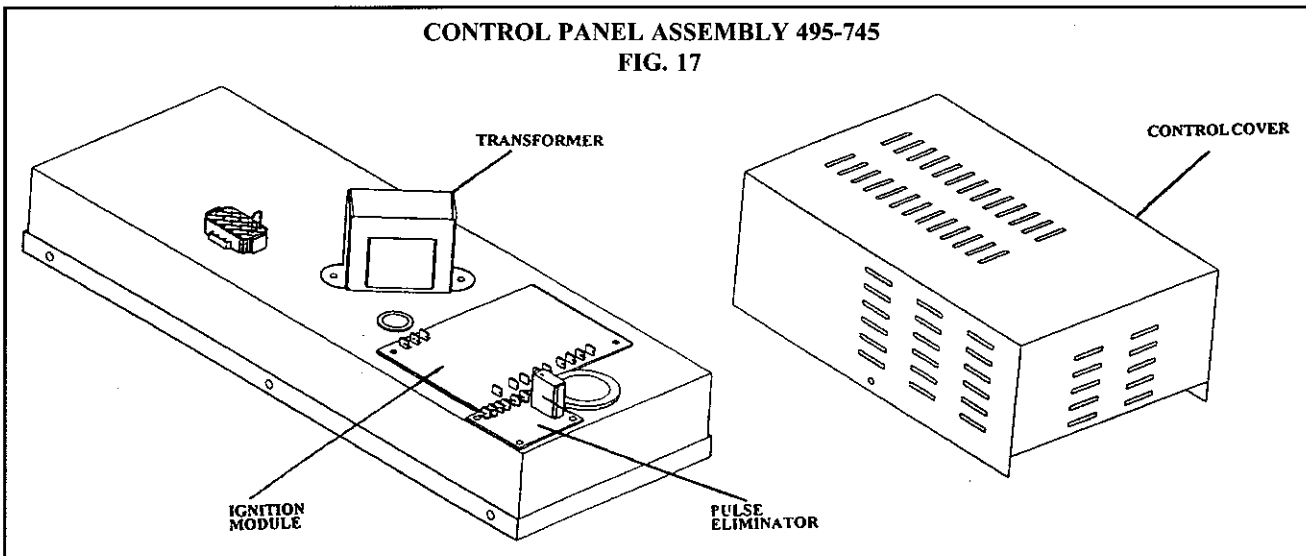 CONTROL PANEL ASSEMBLY 495-745
FIG. 17
TRANSFORMER
CONTROL COVER
IGNITION
MODULE
PULSE
ELIMINATOR